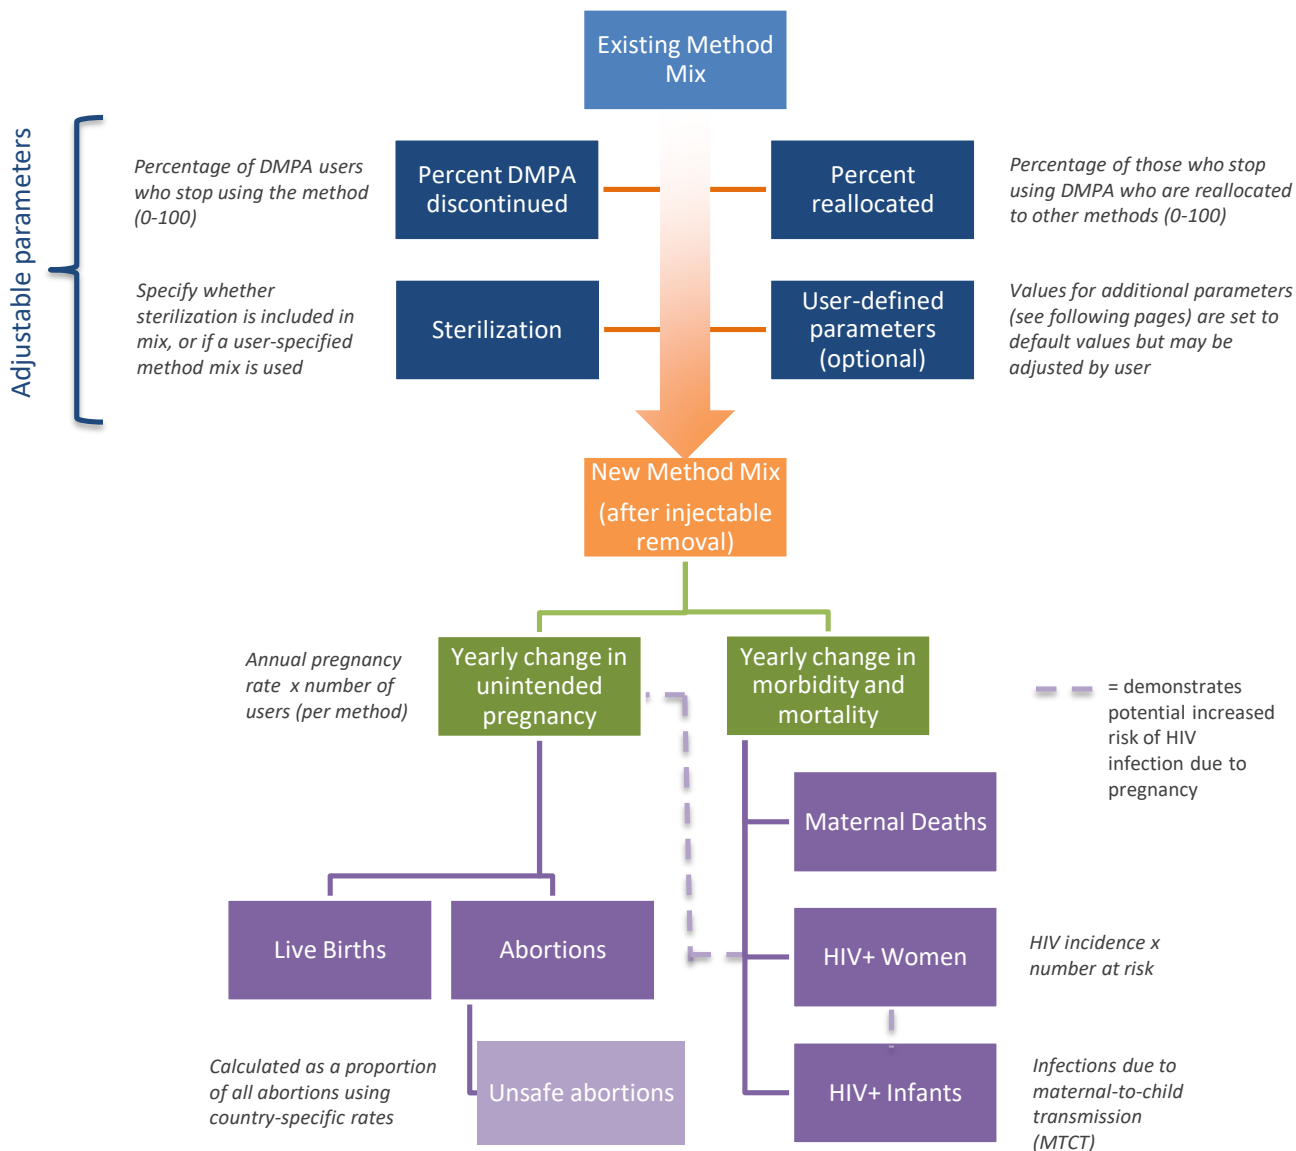 Existing Method
Mix
Adjustable parameters
Percentage of DMPA users
who stop using the method
(0-100)
Percent DMPA
discontinued
Percent
reallocated
Percentage of those who stop
using DMPA who are reallocated
to other methods (0-100)
Specify whether
sterilization is included in
mix, or if a user-specified
method mix is used
Sterilization
User-defined
parameters
(optional)
Values for additional parameters
(see following pages) are set to
default values but may be
adjusted by user
New Method Mix
(after injectable
removal)
Annual pregnancy
rate x number of
users (per method)
Yearly change in
unintended
pregnancy
Yearly change in
morbidity and
mortality
= demonstrates
potential increased
risk of HIV
infection due to
pregnancy
Maternal Deaths
Live Births
Abortions
HIV+ Women
HIV incidence x
number at risk
Calculated as a proportion
of all abortions using
country-specific rates
Unsafe abortions
HIV+ Infants
Infections due to
maternal-to-child
transmission
(MTCT)